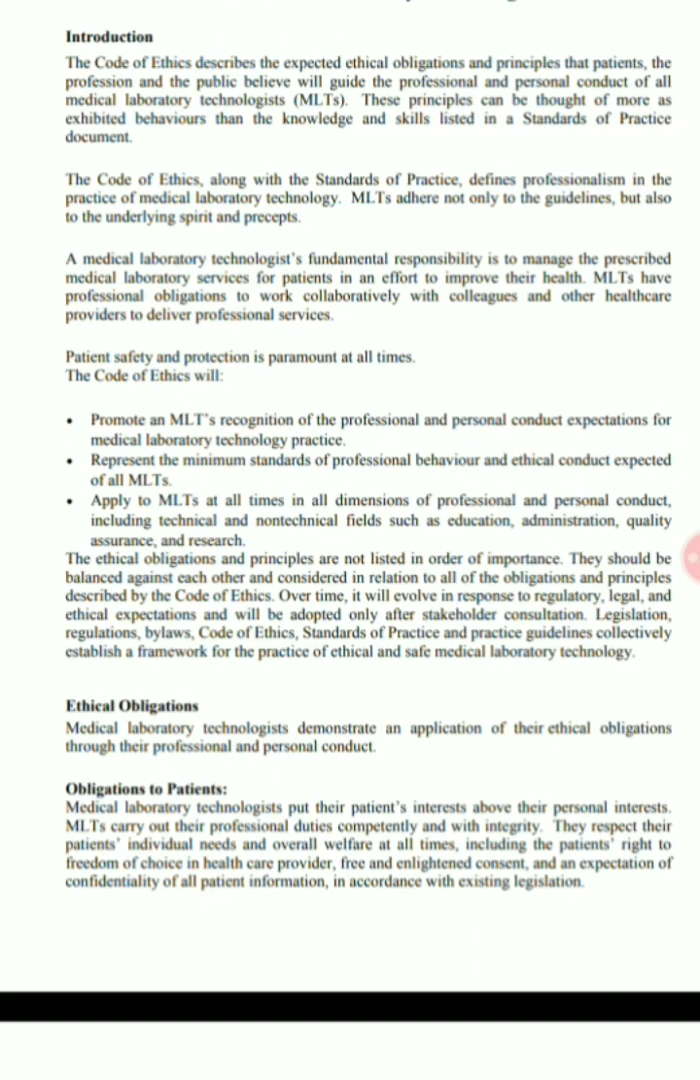 Introduction
The Code of Ethics describes the expected ethical obligations and principles that patients, the
profession and the public believe will guide the professional and personal conduct of all
medical laboratory technologists (MLTs). These principles can be thought of more as
exhibited behaviours than the knowledge and skills listed in a Standards of Practice
document.
The Code of Ethics, along with the Standards of Practice, defines professionalism in the
practice of medical laboratory technology. MLTs adhere not only to the guidelines, but also
to the underlying spirit and precepts.
A medical laboratory technologist's fundamental responsibility is to manage the prescribed
medical laboratory services for patients in an effort to improve their health. MLTs have
professional obligations to work collaboratively with colleagues and other healthcare
providers to deliver professional services.
Patient safety and protection is paramount at all times.
The Code of Ethics will:
• Promote an MLT's recognition of the professional and personal conduct expectations for
medical laboratory technology practice.
• Represent the minimum standards of professional behaviour and ethical conduct expected
of all MLTs.
• Apply to MLTs at all times in all dimensions of professional and personal conduct,
including technical and nontechnical fields such as education, administration, quality
assurance, and research.
The ethical obligations and principles are not listed in order of importance. They should be
balanced against each other and considered in relation to all of the obligations and principles
described by the Code of Ethics. Over time, it will evolve in response to regulatory, legal, and
ethical expectations and will be adopted only after stakeholder consultation. Legislation,
regulations, bylaws, Code of Ethics, Standards of Practice and practice guidelines collectively
establish a framework for the practice of ethical and safe medical laboratory technology.
Ethical Obligations
Medical laboratory technologists demonstrate an application of their ethical obligations
through their professional and personal conduct.
Obligations to Patients:
Medical laboratory technologists put their patient's interests above their personal interests.
MLTs carry out their professional duties competently and with integrity. They respect their
patients' individual needs and overall welfare at all times, including the patients' right to
freedom of choice in health care provider, free and enlightened consent, and an expectation of
confidentiality of all patient information, in accordance with existing legislation.